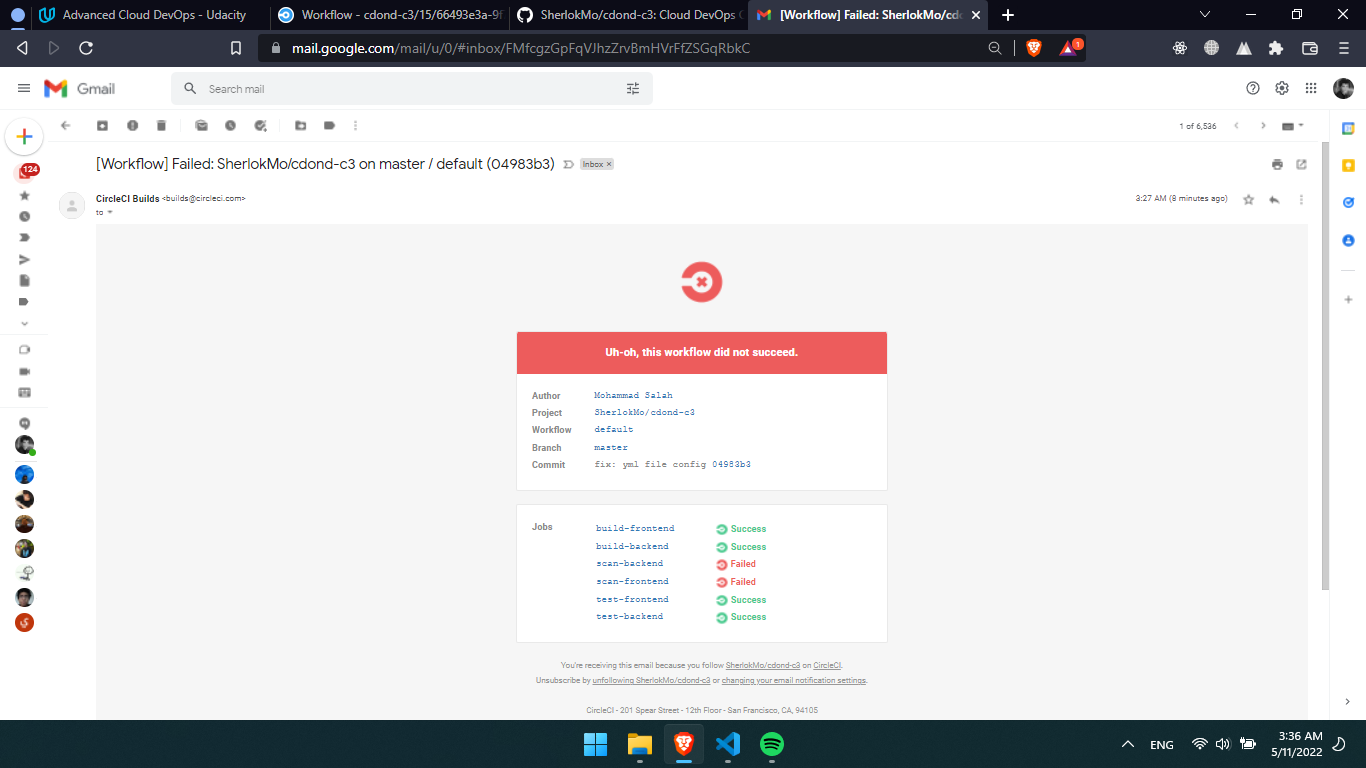 Advanced Cloud DevOps - Udacity
Workflow - cdond-c3/15/66493e3a-9f
SherlokMo/cdond-c3: Cloud DevOps
[Workflow] Failed: SherlokMo/cdo
mail.google.com/mail/u/0/#inbox/FMfcgzGpFqVJhzZrvBmHVrFfZSGqRbkC
1
Gmail
Search mail
1 of 6,536
124
[Workflow] Failed: SherlokMo/cdond-c3 on master / default (04983b3)
Inbox ×
CircleCI Builds <builds@circleci.com>
3:27 AM (8 minutes ago)
to
Uh-oh, this workflow did not succeed.
Author Mohammad Salah
Project SherlokMo/cdond-c3
Workflow default
Branch master
Commit fix: yml file config 04983b3
Jobs build-frontend Success
build-backend Success
scan-backend Failed
scan-frontend Failed
test-frontend Success
test-backend Success
You're receiving this email because you follow SherlokMo/cdond-c3 on CircleCI.
Unsubscribe by unfollowing SherlokMo/cdond-c3 or changing your email notification settings.
CircleCI - 201 Spear Street - 12th Floor - San Francisco, CA, 94105
ENG
3:36 AM
5/11/2022